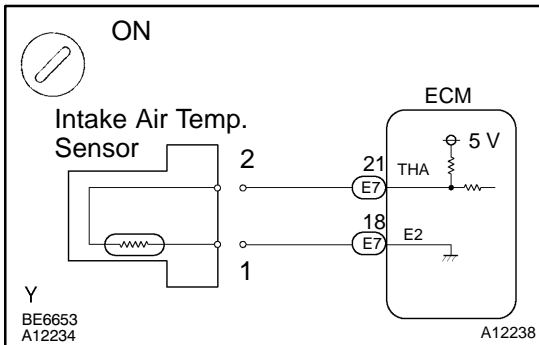 ON
Intake Air Temp.
Sensor
ECM
5 V
2
21
THA
E7
18
E7
E2
1
Y
BE6653
A12234
A12238